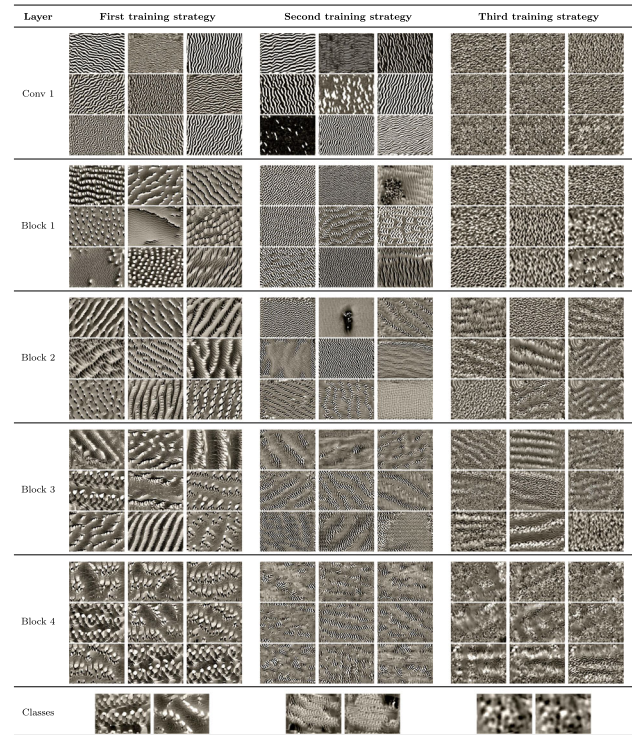 Layer First training strategy Second training strategy Third training strategy
Conv 1
Block 1
Block 2
Block 3
Block 4
Classes